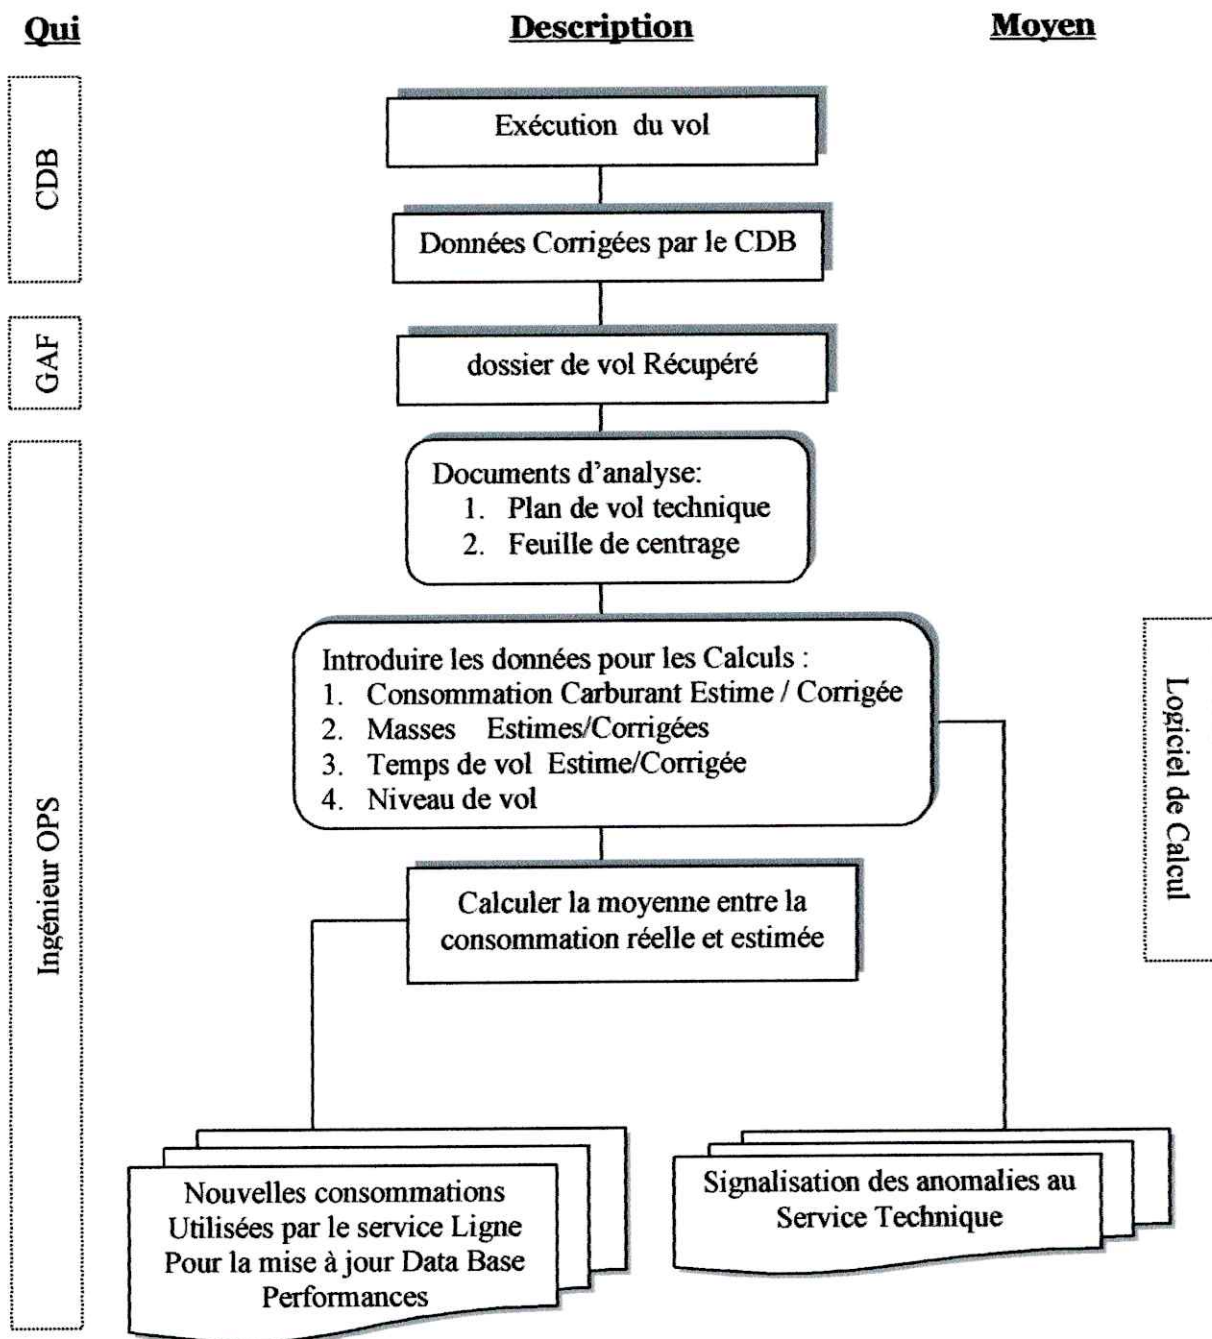 Qui
Description
Moyen
CDB
Exécution du vol
Données Corrigées par le CDB
GAF
dossier de vol Récupéré
Ingénieur OPS
Documents d'analyse:
1. Plan de vol technique
2. Feuille de centrage
Introduire les données pour les Calculs :
1. Consommation Carburant Estime / Corrigée
2. Masses Estimes/Corrigées
3. Temps de vol Estime/Corrigée
4. Niveau de vol
Logiciel de Calcul
Calculer la moyenne entre la
consommation réelle et estimée
Nouvelles consommations
Utilisées par le service Ligne
Pour la mise à jour Data Base
Performances
Signalisation des anomalies au
Service Technique